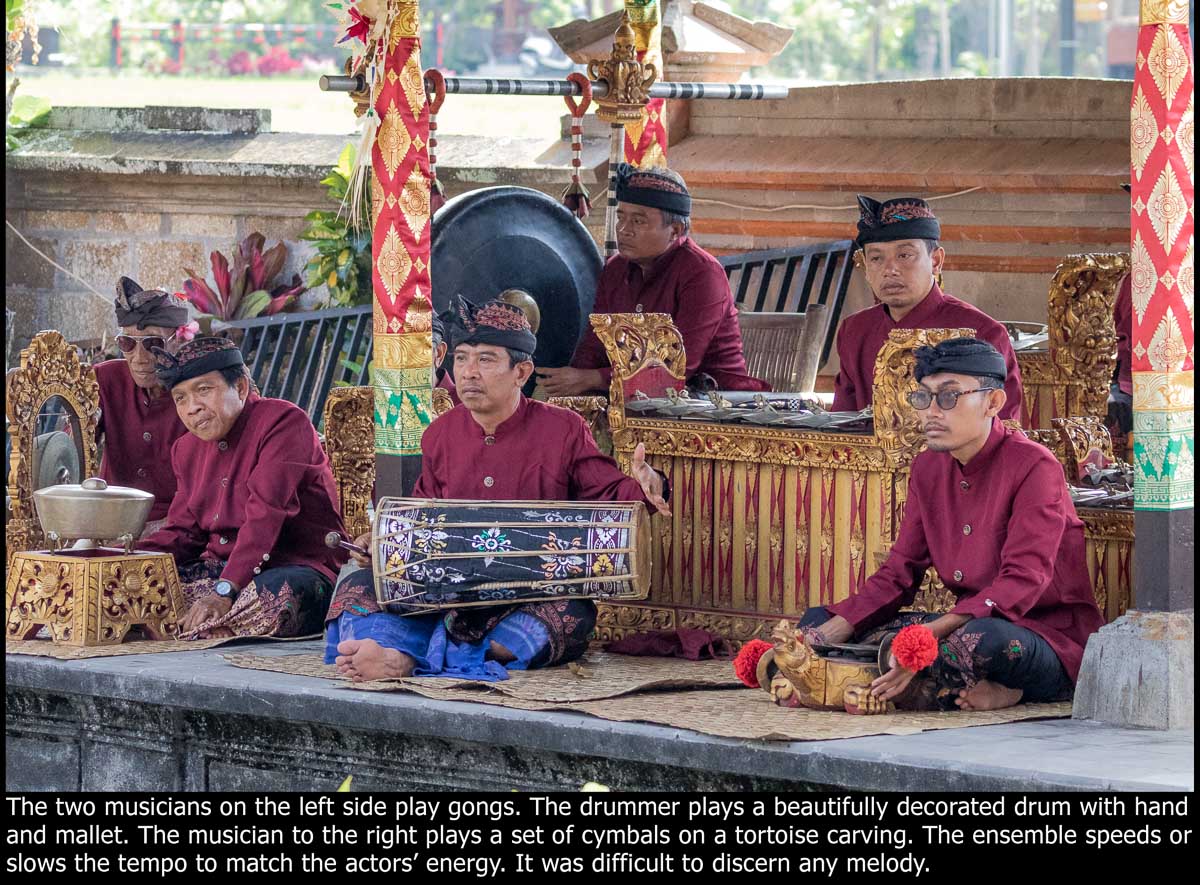 The two musicians on the left side play gongs. The drummer plays a beautifully decorated drum with hand
and mallet. The musician to the right plays a set of cymbals on a tortoise carving. The ensemble speeds or
slows the tempo to match the actors’ energy. It was difficult to discern any melody.